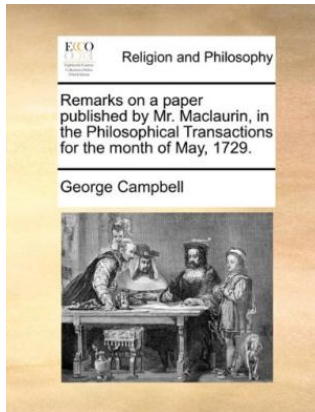 ECCO
Religion and Philosophy
Remarks on a paper
published by Mr. Maclaurin, in
the Philosophical Transactions
for the month of May, 1729.
George Campbell